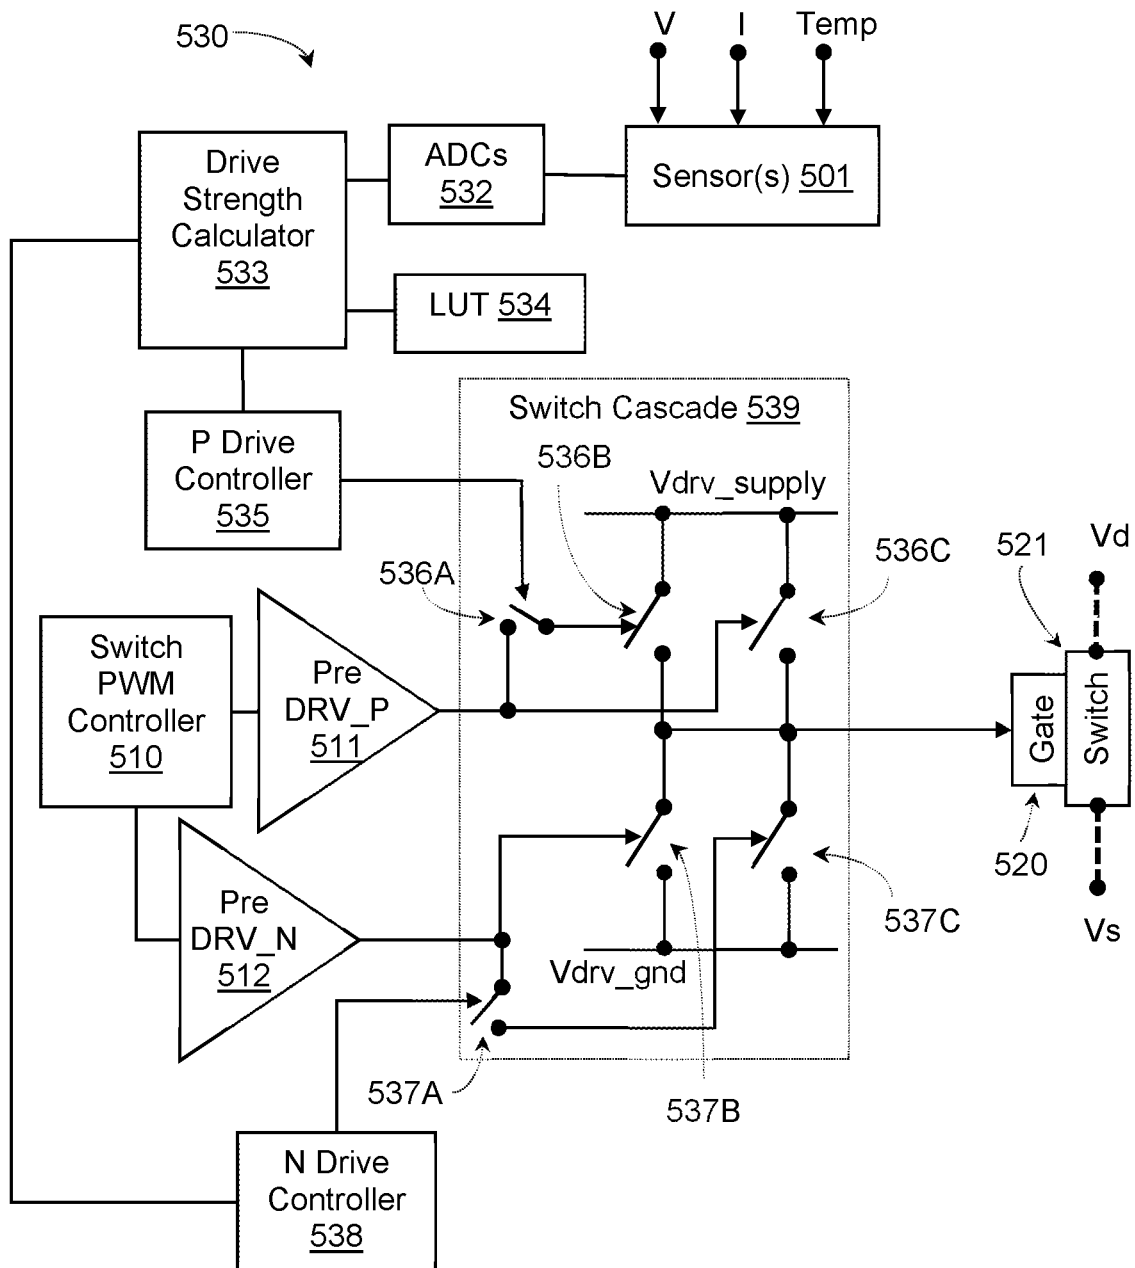 530
V
I
Temp
Drive
Strength
Calculator
533
ADCs
532
Sensor(s) 501
LUT 534
P Drive
Controller
535
Switch Cascade 539
536B
Vdrv_supply
536A
536C
521
Vd
Switch
PWM
Controller
510
Pre
DRV_P
511
Gate
Switch
520
Vs
Pre
DRV_N
512
537C
Vdrv_gnd
537A
537B
N Drive
Controller
538